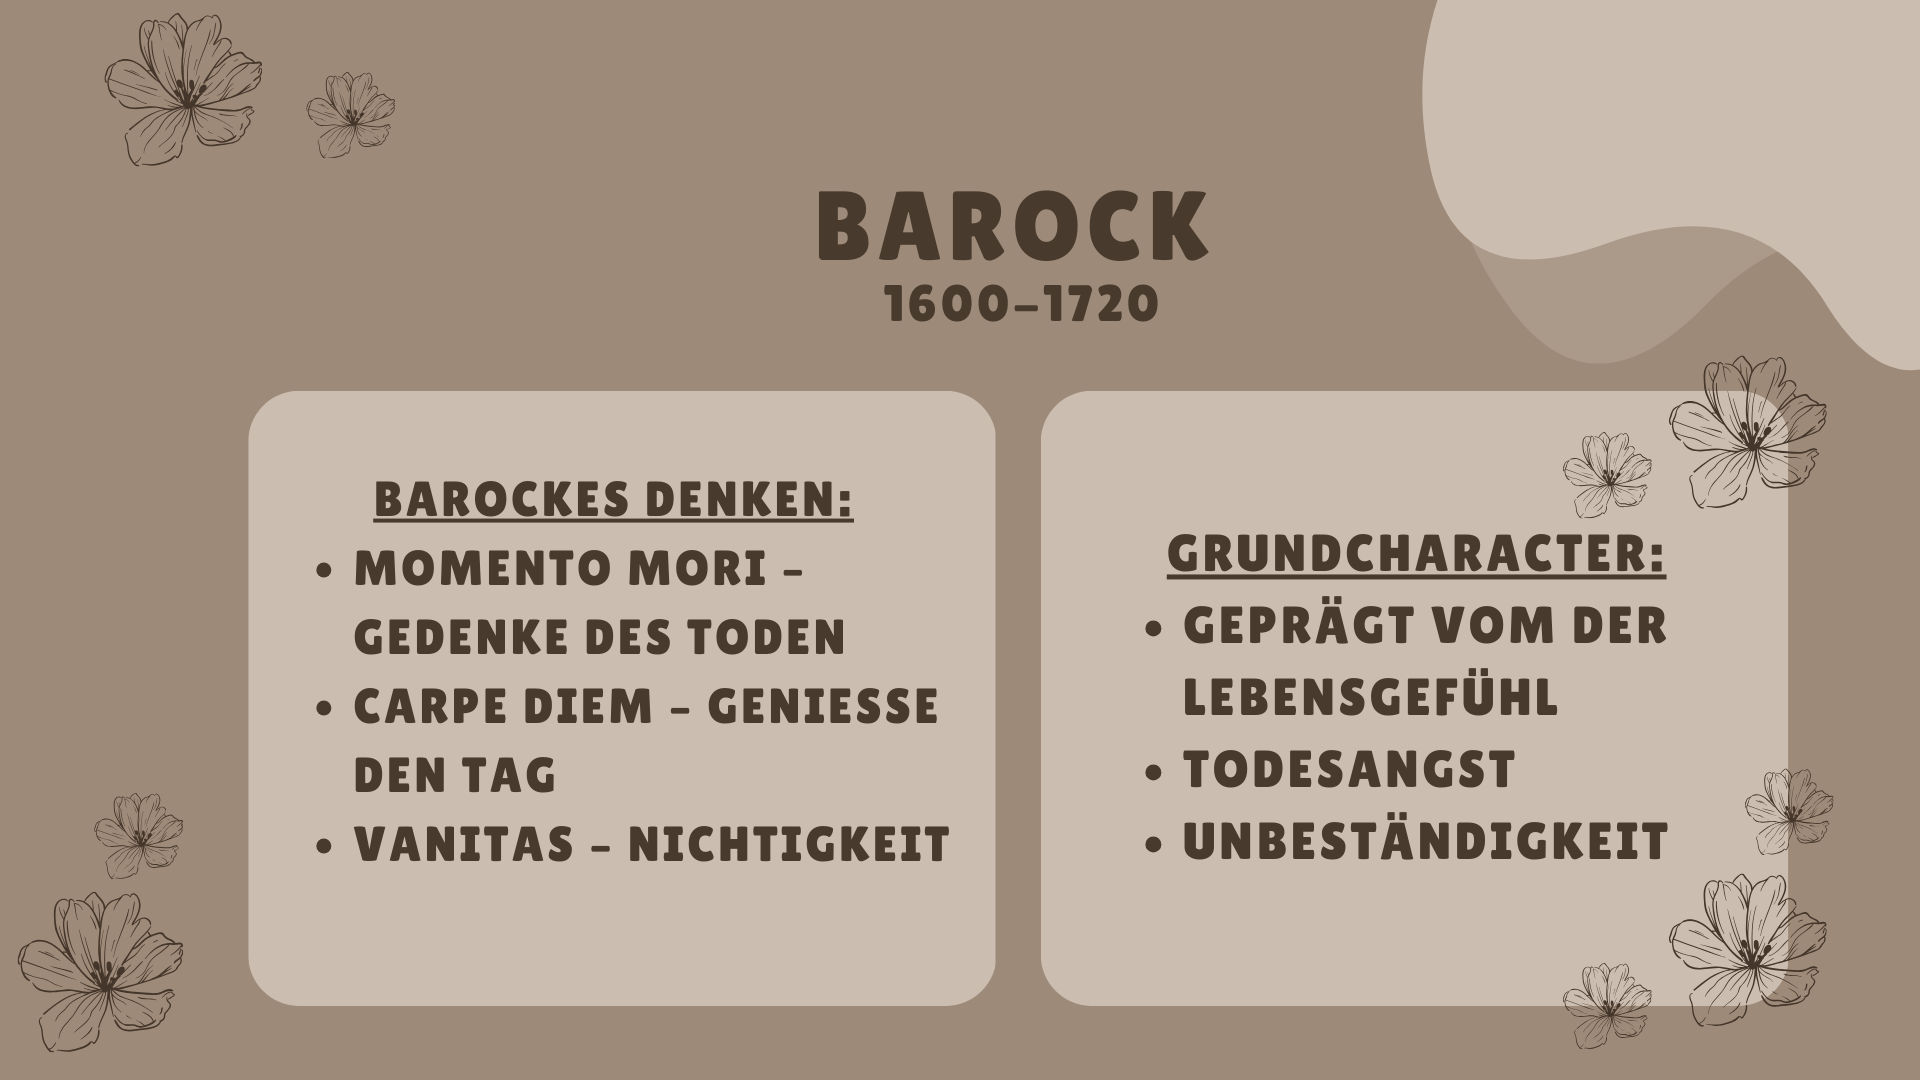 BAROCK
1600–1720
BAROCKES DENKEN:
• MOMENTO MORI –
GEDENKE DES TODEN
• CARPE DIEM – GENIESSE
DEN TAG
• VANITAS – NICHTIGKEIT
GRUNDCHARACTER:
• GEPRÄGT VOM DER
LEBENSGEFÜHL
• TODESANGST
• UNBESTÄNDIGKEIT